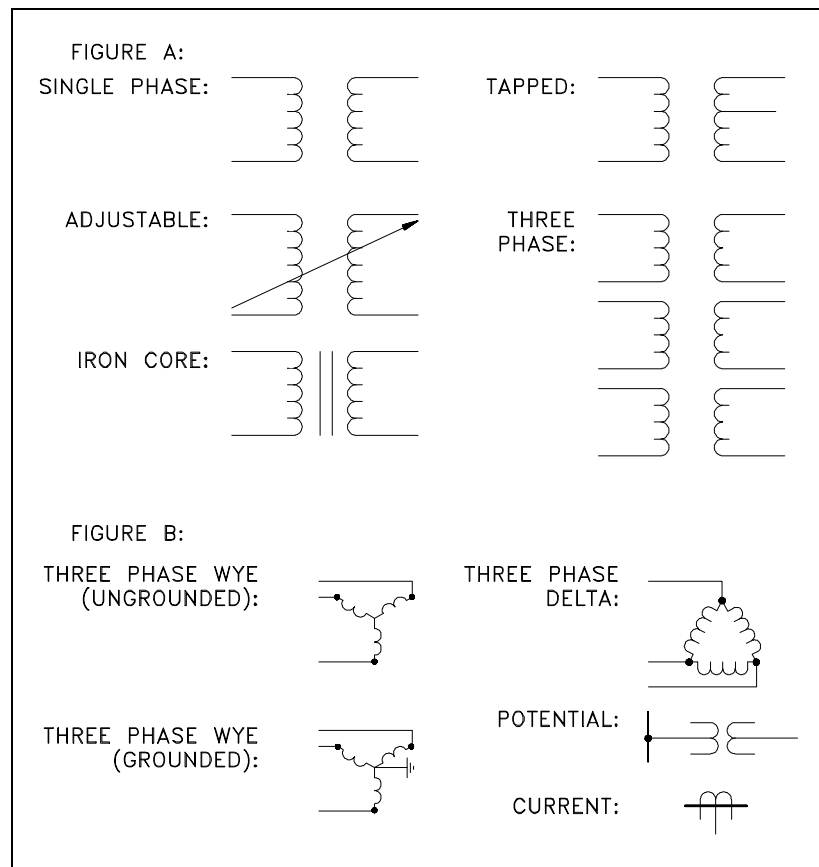 FIGURE A:
SINGLE PHASE:
TAPPED:
ADJUSTABLE:
THREE
PHASE:
IRON CORE:
FIGURE B:
THREE PHASE WYE
(UNGROUNDED):
THREE PHASE
DELTA:
THREE PHASE WYE
(GROUNDED):
POTENTIAL:
CURRENT: